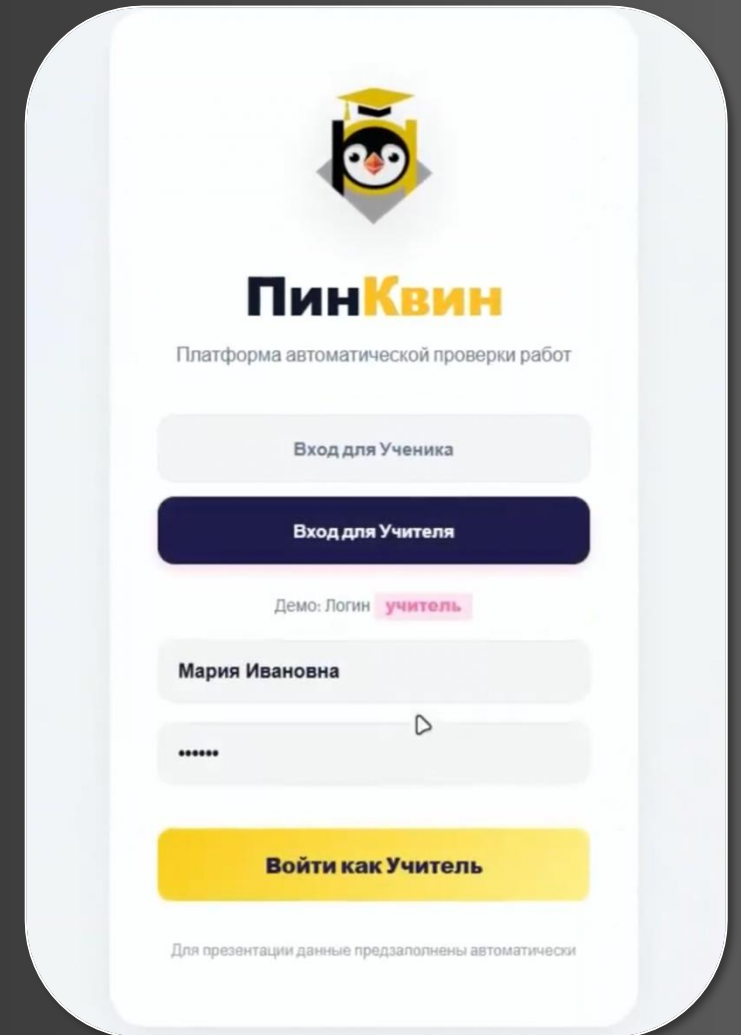 ПинКвин
Платформа автоматической проверки работ
Вход для Ученика
Вход для Учителя
Демо: Логин учитель
Мария Ивановна
••••••
Войти как Учитель
Для презентации данные предзаполнены автоматически